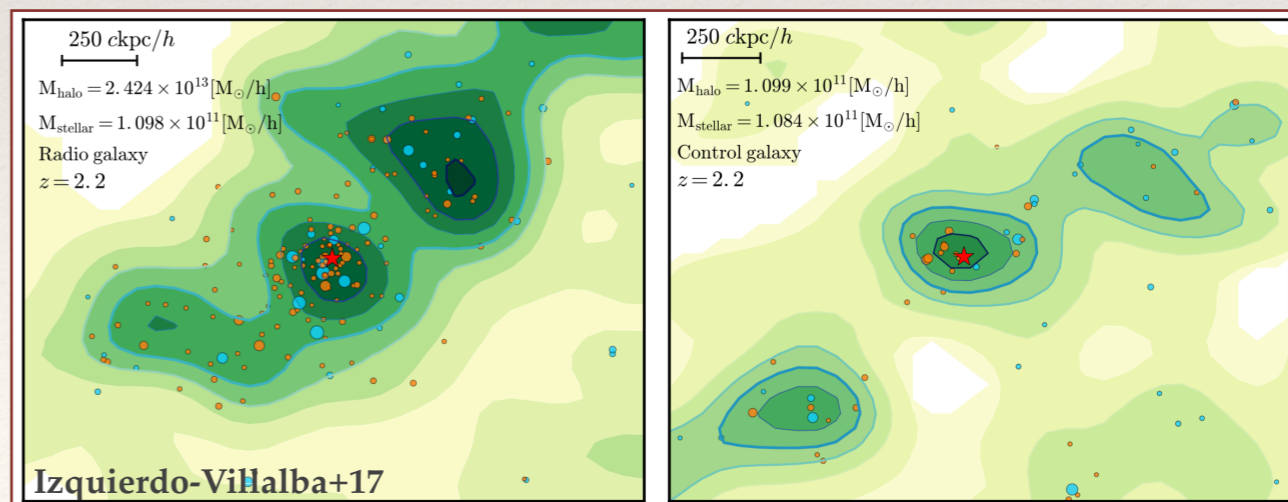 250 ckpc/h
M_halo = 2.424 × 10^13 [M_⊙/h]
M_stellar = 1.098 × 10^11 [M_⊙/h]
Radio galaxy
z = 2.2
Izquierdo-Villalba+17
250 ckpc/h
M_halo = 1.099 × 10^11 [M_⊙/h]
M_stellar = 1.084 × 10^11 [M_⊙/h]
Control galaxy
z = 2.2